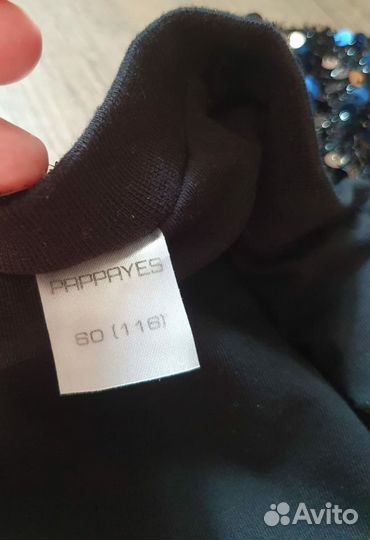 PAPPAYES
60 (116)
Avito